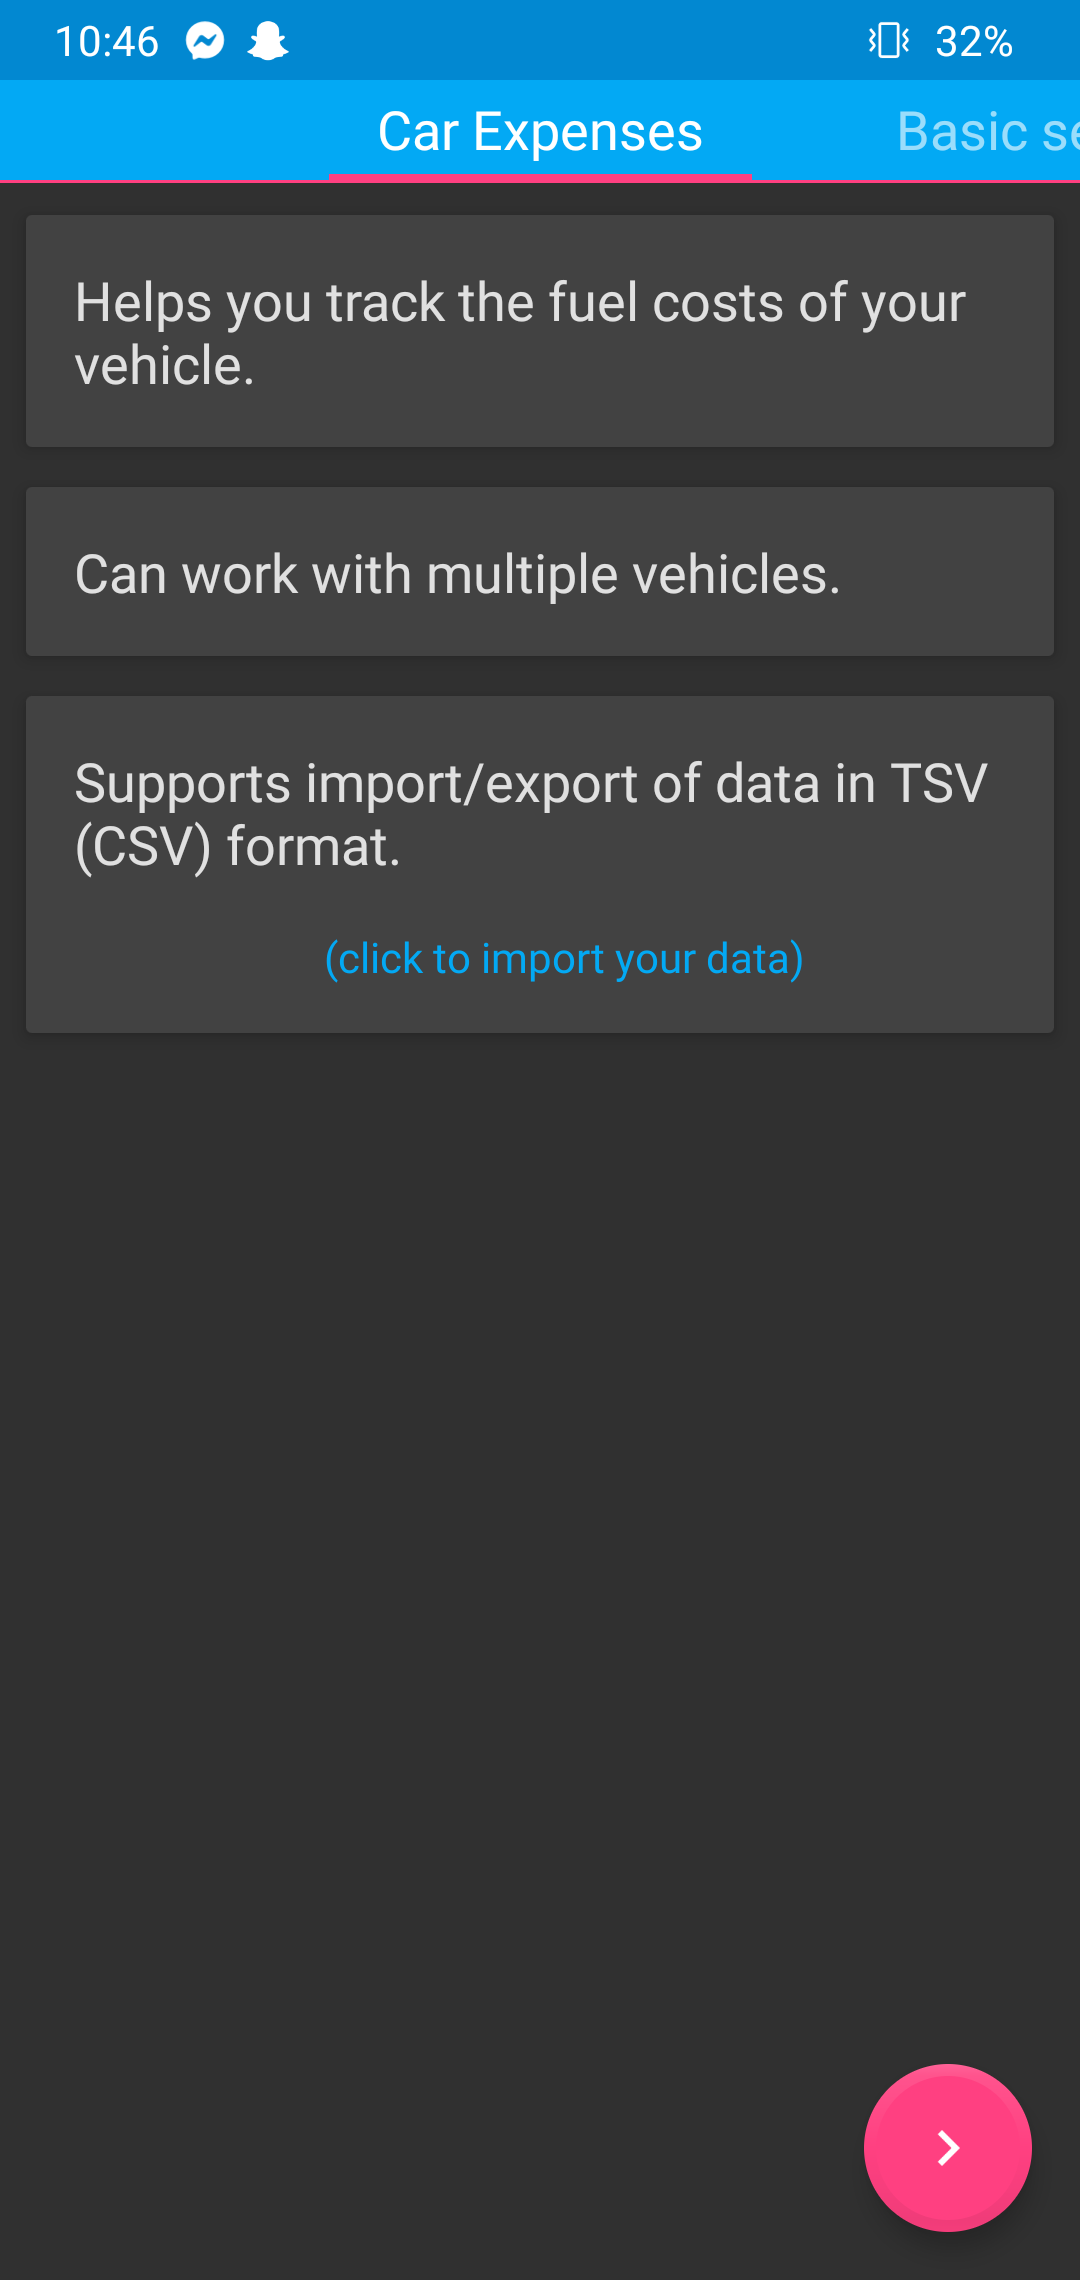 10:46
32%
Car Expenses
Basic se
Helps you track the fuel costs of your
vehicle.
Can work with multiple vehicles.
Supports import/export of data in TSV
(CSV) format.
(click to import your data)